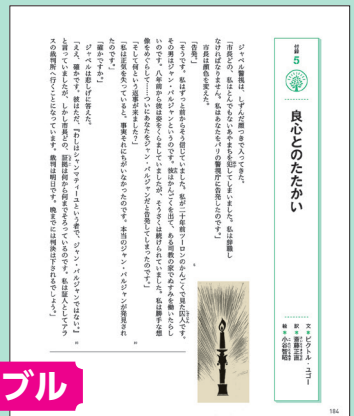 付録
5
良心とのたたかい
文●ビクトル・ユゴー
訳●齋藤正直
絵●小谷智昭
ジャベル警視は、しずんだ顔つきで入ってきた。
「市長どの、私はとんでもないあやまちを犯してしまいました。私は辞職し
なければなりません。私はあなたをパリの警視庁に告発したのです。」
市長は顔色を変えた。
「告発。」
「そうです。私はずっと前からそう信じていました。私が二十年前ツーロンのかんごくで見た囚人です。
その男はジャン・バルジャンというのです。彼はかんごくを出て、ある司教の家でぬすみを働いたらし
いのです。八年前から彼は姿をくらましていましたが、そうさくは続けられていました。私は勝手な想
像をめぐらして……ついにあなたをジャン・バルジャンだと告発してしまったのです。」
「そして何という返事が来ました？」
「私は正気を失っていると。事実それにちがいなかったのです。本当のジャン・バルジャンが発見され
たのです。」
「確かですか。」
ジャベルは悲しげに答えた。
「ええ、確かです。彼はただ、『わしはシャンマティーユという者で、ジャン・バルジャンではない。』
と言っていましたが、しかし市長どの、証拠は何から何までそろっているのです。私は証人としてアラ
スの裁判所へ行くことになっています。裁判は明日です。晩までには判決は下されるでしょう。」
184
ブル